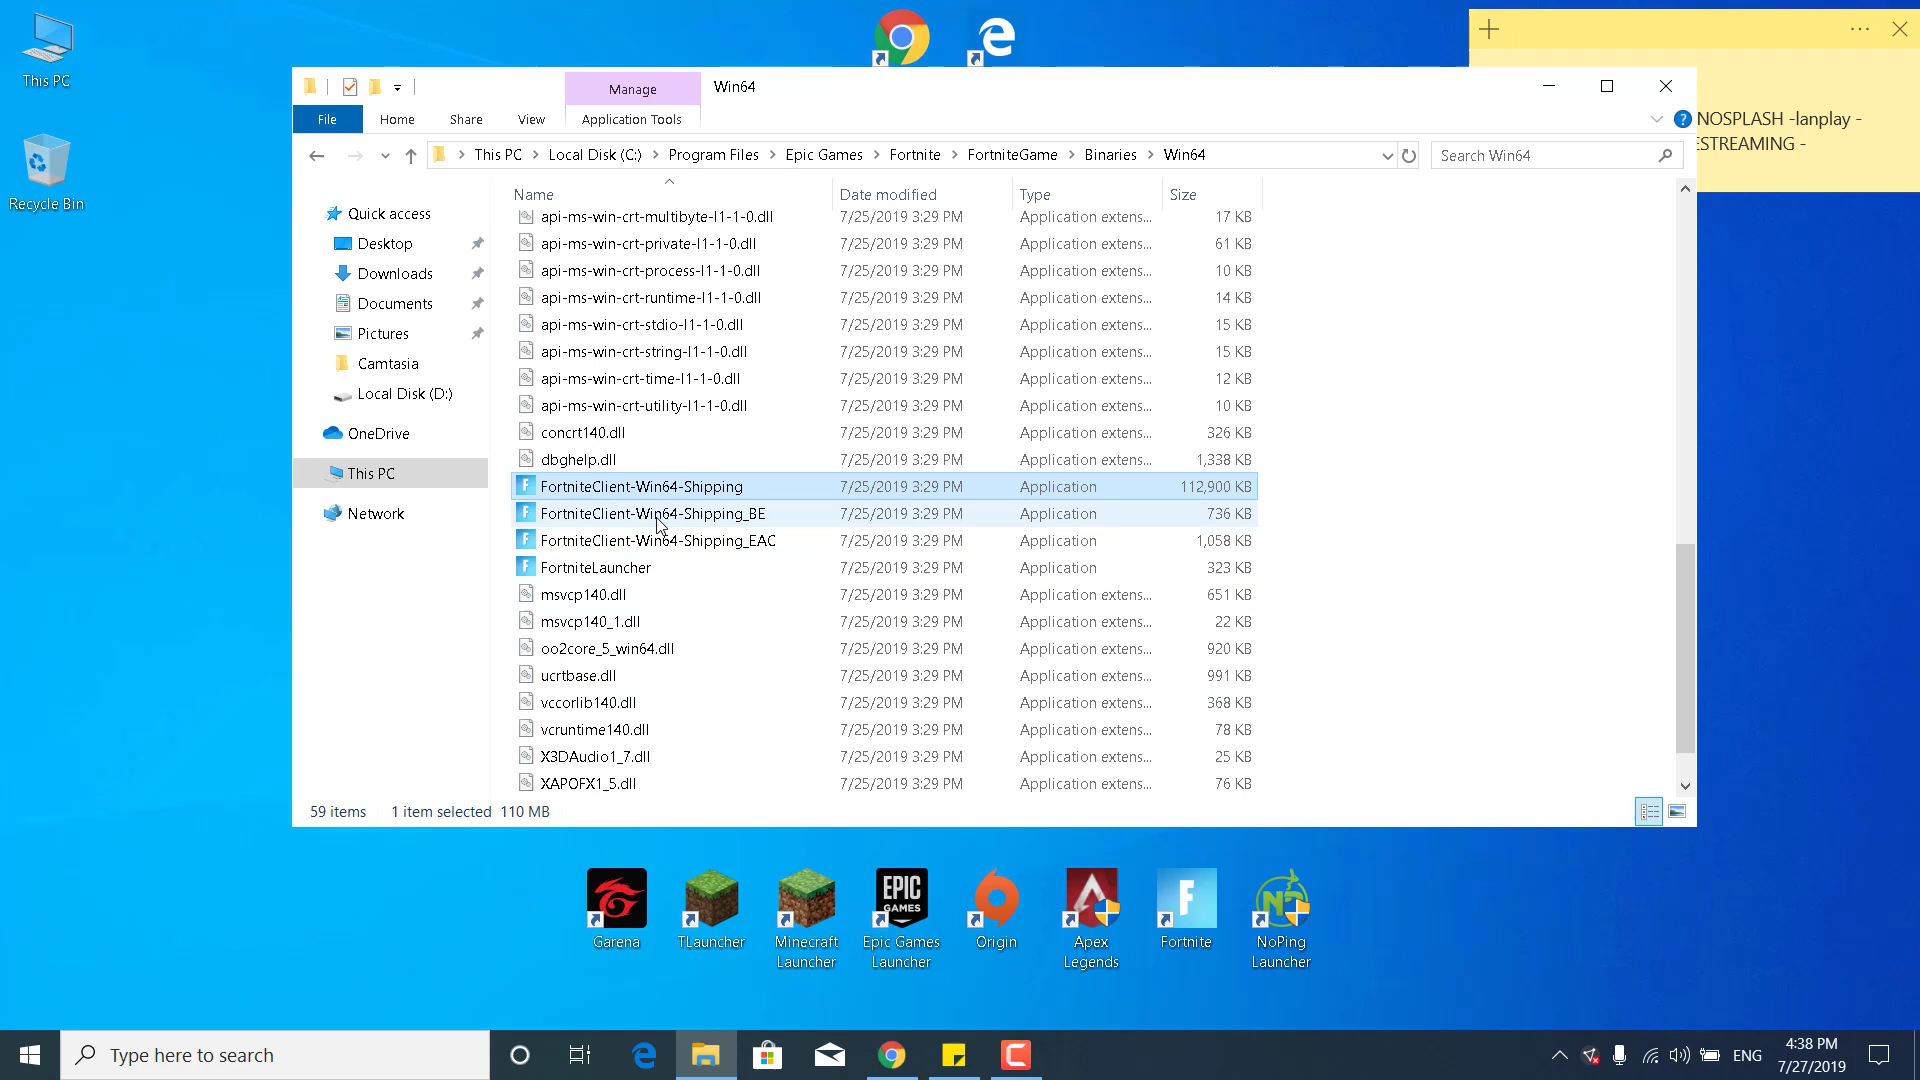 This PC
Recycle Bin
NOSPLASH -lanplay -
ESTREAMING -
Manage
Win64
File
Home
Share
View
Application Tools
This PC
Local Disk (C:)
Program Files
Epic Games
Fortnite
FortniteGame
Binaries
Win64
Search Win64
Quick access
Desktop
Downloads
Documents
Pictures
Camtasia
Local Disk (D:)
OneDrive
This PC
Network
Name Date modified Type Size
api-ms-win-crt-multibyte-l1-1-0.dll 7/25/2019 3:29 PM Application extens... 17 KB
api-ms-win-crt-private-l1-1-0.dll 7/25/2019 3:29 PM Application extens... 61 KB
api-ms-win-crt-process-l1-1-0.dll 7/25/2019 3:29 PM Application extens... 10 KB
api-ms-win-crt-runtime-l1-1-0.dll 7/25/2019 3:29 PM Application extens... 14 KB
api-ms-win-crt-stdio-l1-1-0.dll 7/25/2019 3:29 PM Application extens... 15 KB
api-ms-win-crt-string-l1-1-0.dll 7/25/2019 3:29 PM Application extens... 15 KB
api-ms-win-crt-time-l1-1-0.dll 7/25/2019 3:29 PM Application extens... 12 KB
api-ms-win-crt-utility-l1-1-0.dll 7/25/2019 3:29 PM Application extens... 10 KB
concrt140.dll 7/25/2019 3:29 PM Application extens... 326 KB
dbghelp.dll 7/25/2019 3:29 PM Application extens... 1,338 KB
FortniteClient-Win64-Shipping 7/25/2019 3:29 PM Application 112,900 KB
FortniteClient-Win64-Shipping_BE 7/25/2019 3:29 PM Application 736 KB
FortniteClient-Win64-Shipping_EAC 7/25/2019 3:29 PM Application 1,058 KB
FortniteLauncher 7/25/2019 3:29 PM Application 323 KB
msvcp140.dll 7/25/2019 3:29 PM Application extens... 651 KB
msvcp140_1.dll 7/25/2019 3:29 PM Application extens... 22 KB
oo2core_5_win64.dll 7/25/2019 3:29 PM Application extens... 920 KB
ucrtbase.dll 7/25/2019 3:29 PM Application extens... 991 KB
vccorlib140.dll 7/25/2019 3:29 PM Application extens... 368 KB
vcruntime140.dll 7/25/2019 3:29 PM Application extens... 78 KB
X3DAudio1_7.dll 7/25/2019 3:29 PM Application extens... 25 KB
XAPOFX1_5.dll 7/25/2019 3:29 PM Application extens... 76 KB
59 items 1 item selected 110 MB
EPIC
GAMES
Garena
TLauncher
Minecraft
Launcher
Epic Games
Launcher
Origin
Apex
Legends
Fortnite
NoPing
Launcher
Type here to search
ENG
4:38 PM
7/27/2019